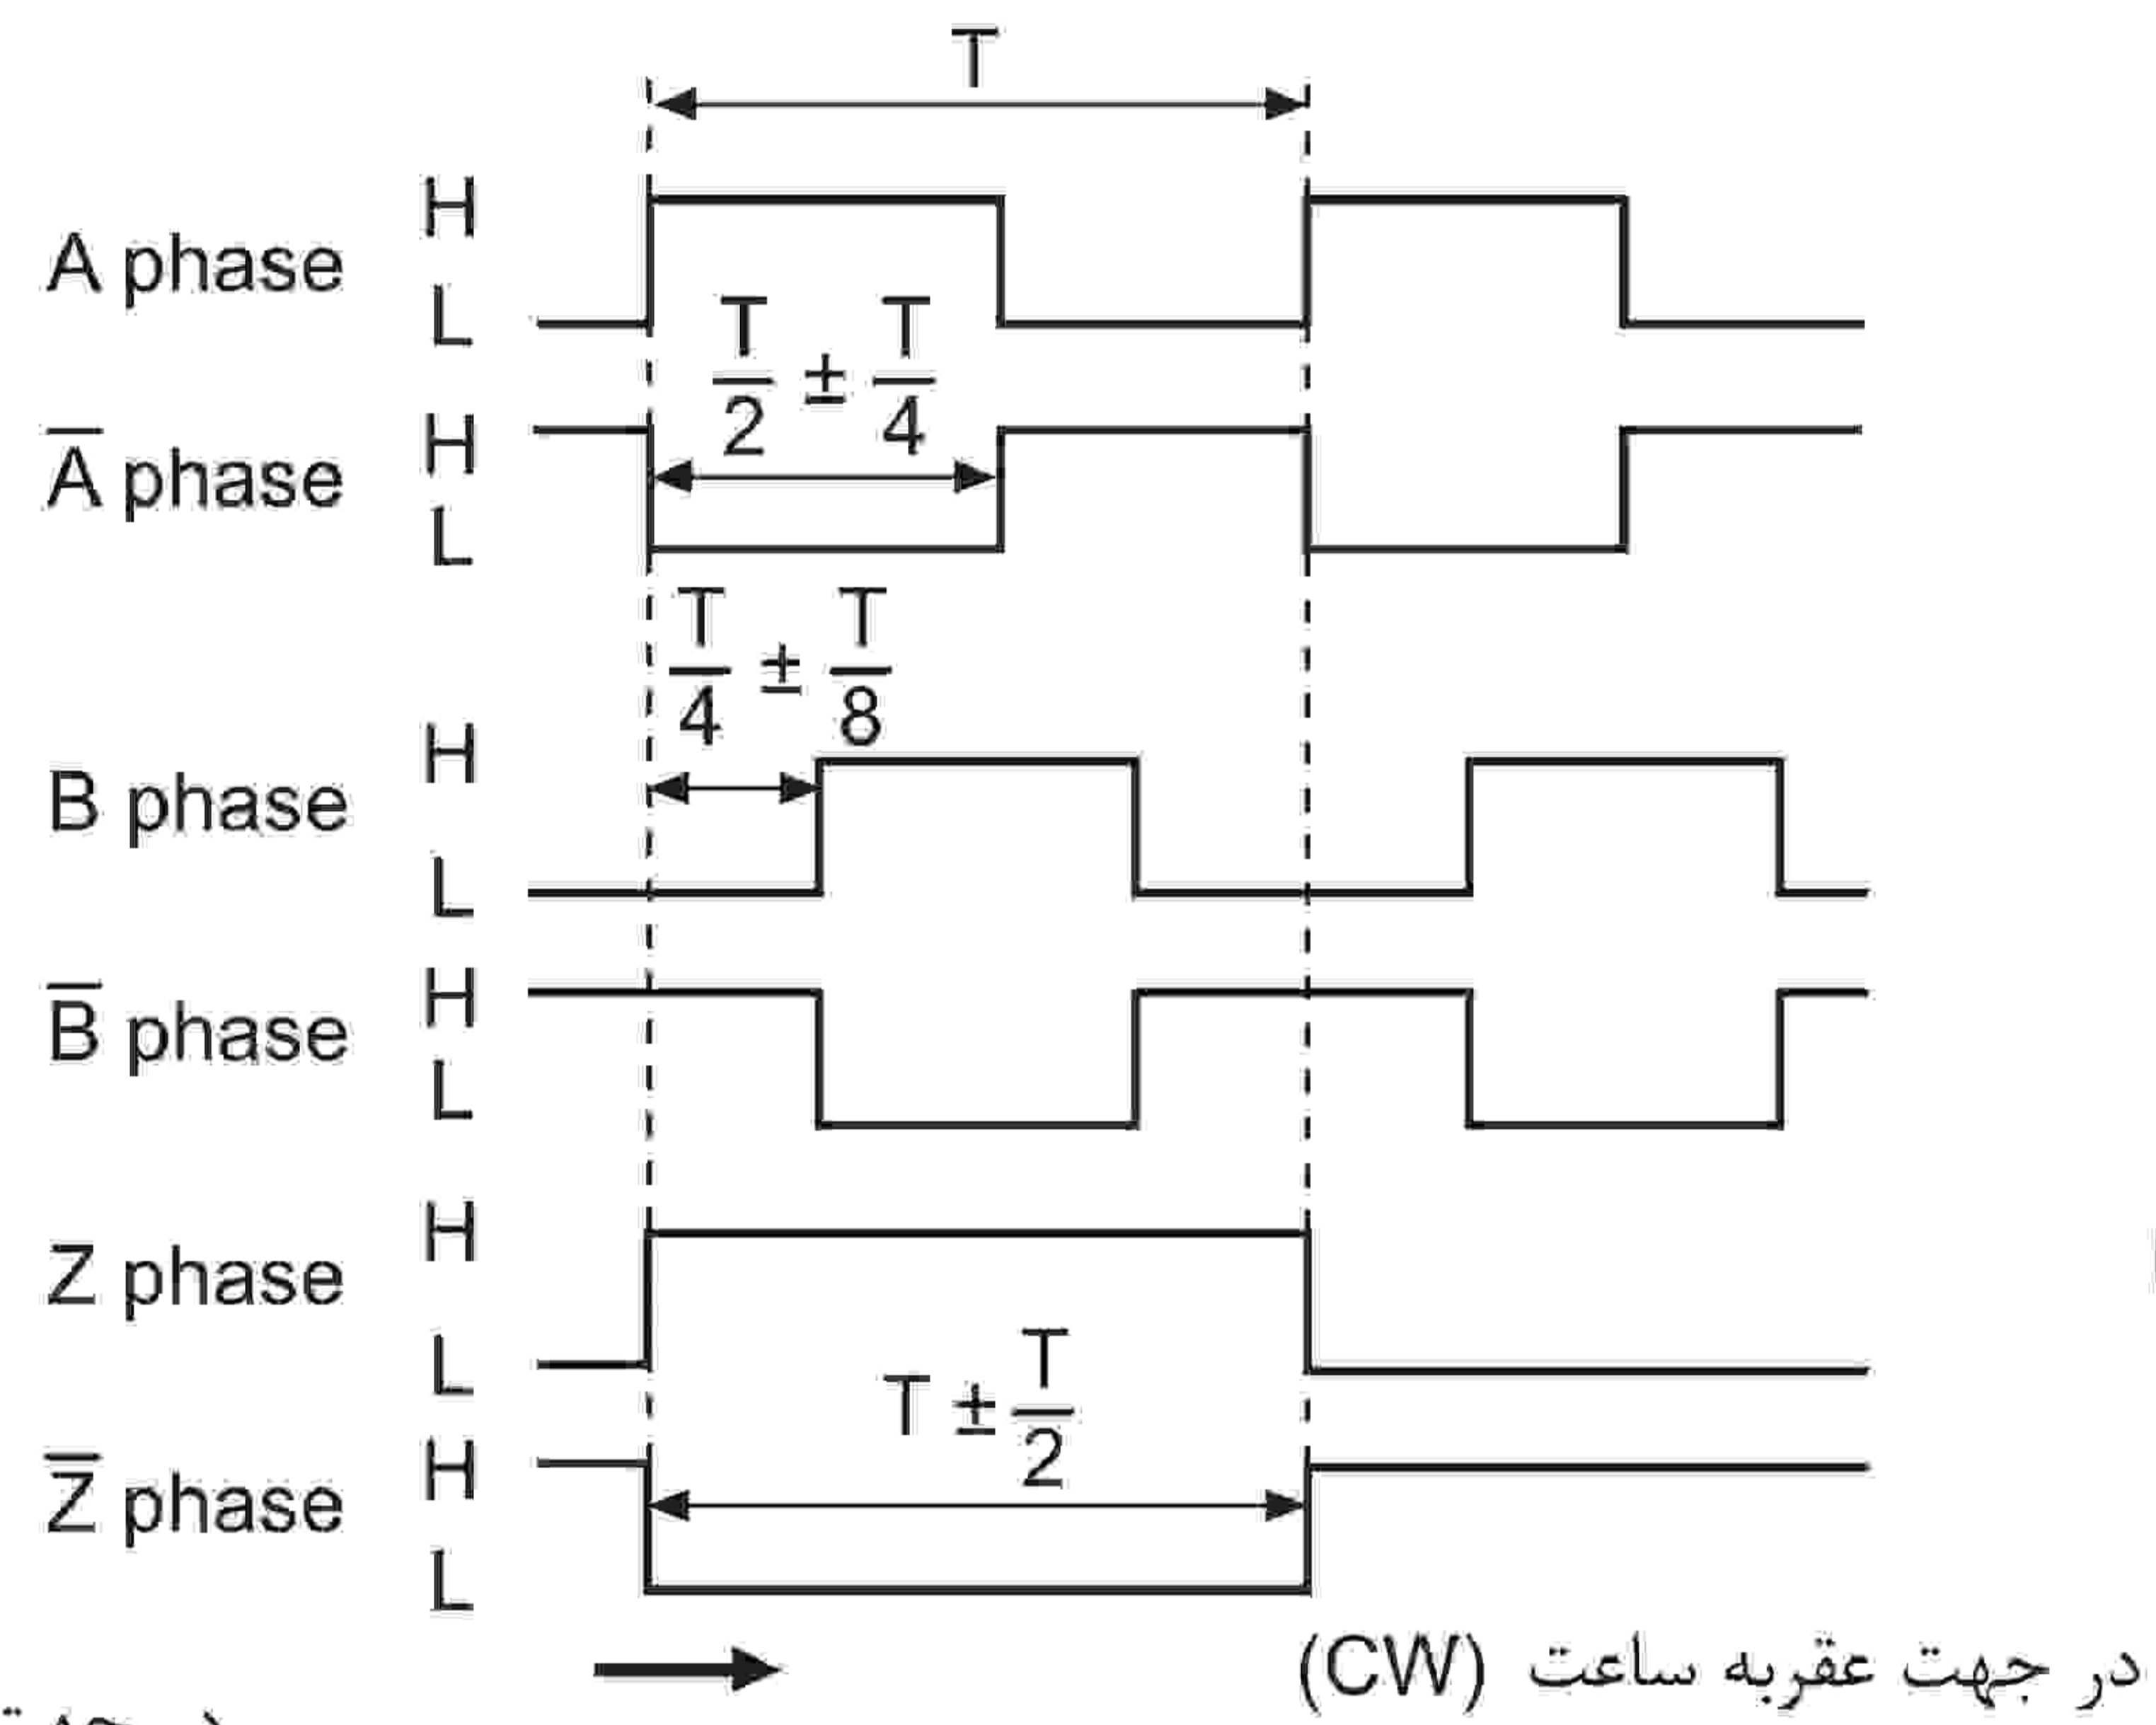 T
A phase H L
T/2 ± T/4
A̅ phase H L
T/4 ± T/8
B phase H L
B̅ phase H L
Z phase H L
T ± T/2
Z̅ phase H L
در جهت عقربه ساعت (CW)